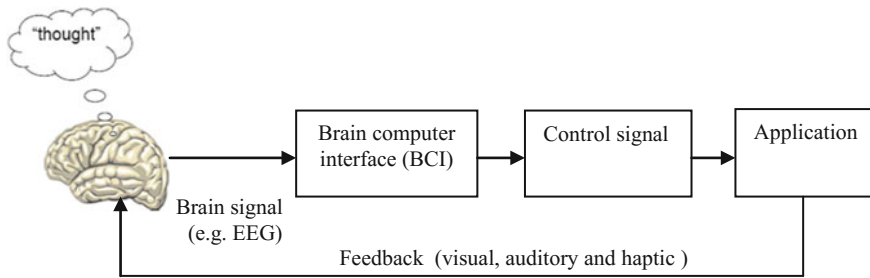 "thought"
Brain computer
interface (BCI)
Control signal
Application
Brain signal
(e.g. EEG)
Feedback (visual, auditory and haptic )